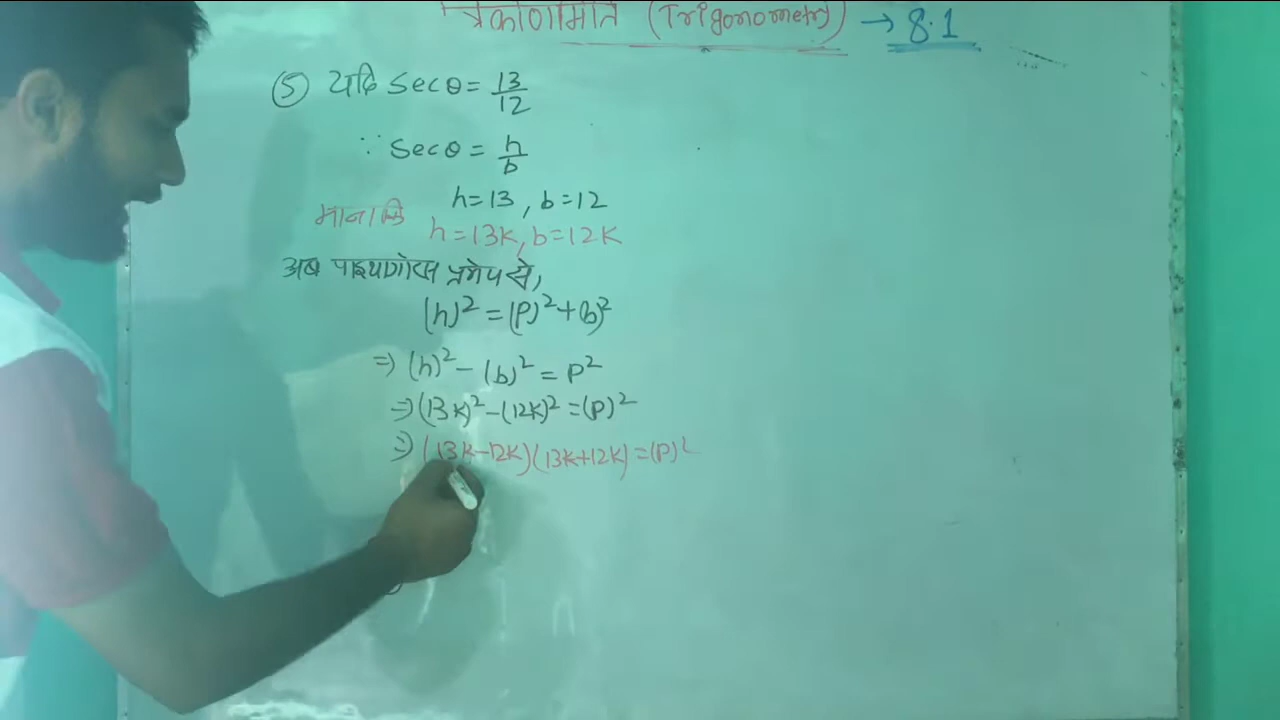 त्रिकोणमिति (Trigonometry) → 8.1
⑤ यदि secθ = 13/12
∵ secθ = h/b
h=13, b=12
माना कि h=13K, b=12K
अब पाइथागोरस प्रमेय से,
(h)² = (P)² + (b)²
⇒ (h)² - (b)² = P²
⇒ (13K)² - (12K)² = (P)²
⇒ (13K-12K)(13K+12K) = (P)²